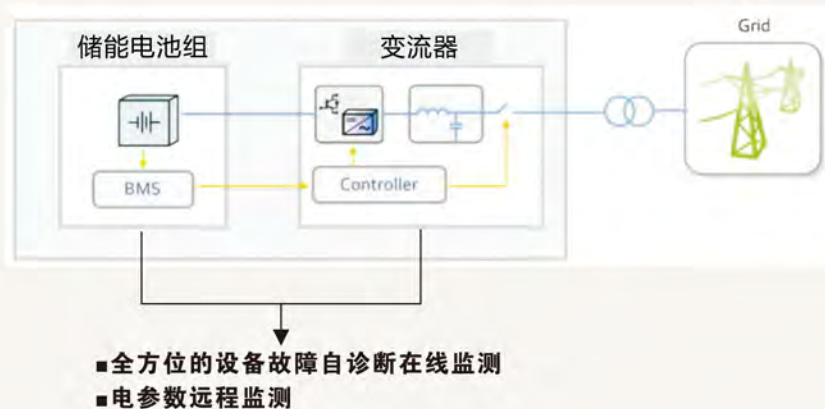 储能电池组
变流器
Grid
BMS
Controller
■全方位的设备故障自诊断在线监测
■电参数远程监测